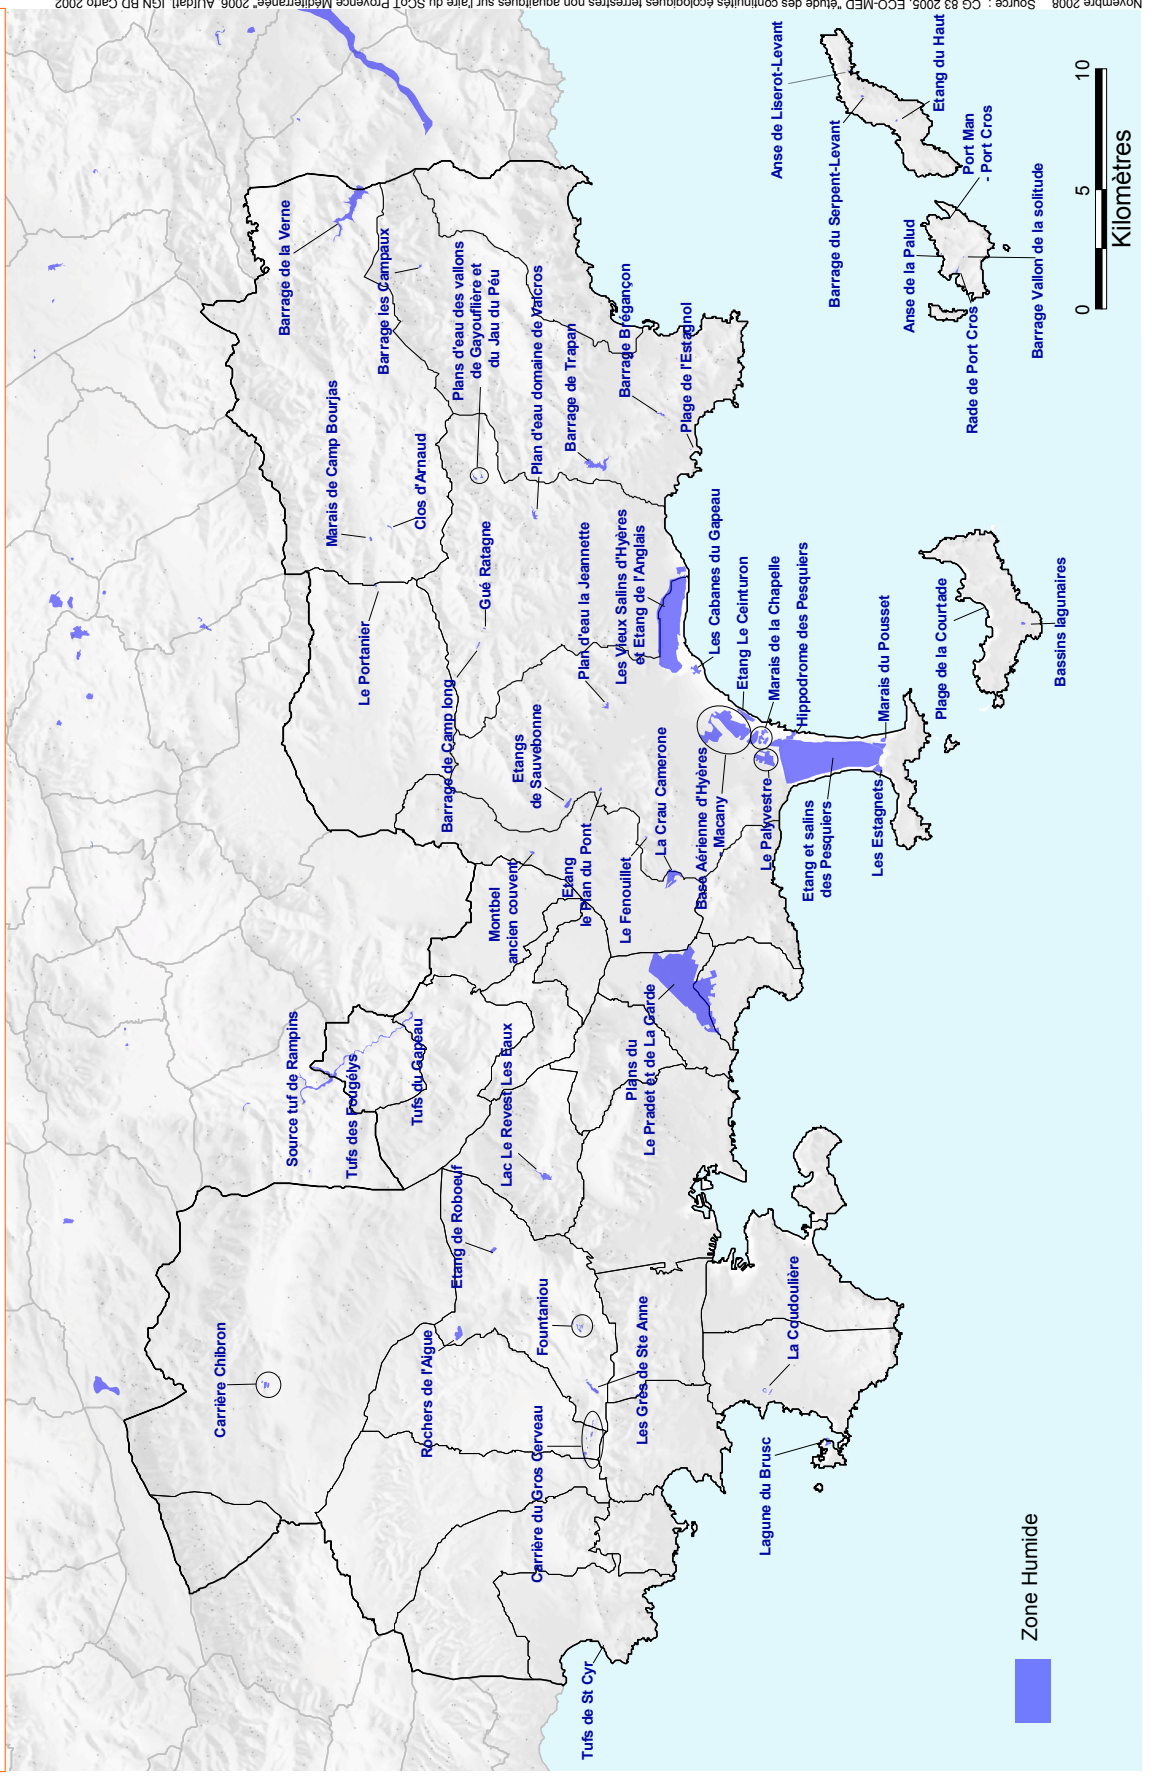 Novembre 2008 Source : CG 83 2005, ECO-MED "étude des continuités écologiques terrestres non aquatiques sur l'aire du SCoT Provence Méditerranée" 2006, AU[dat], IGN BD Carto 2002
Carrière Chibron
Source tuf de Rampins
Tufs des Fougélys
Tufs du Gapeau
Marais de Camp Bourjas
Barrage de la Verne
Barrage les Campaux
Clos d'Arnaud
Le Portanier
Rochers de l'Aigue
Etang de Roboeuf
Lac Le Revest Les Eaux
Montbel
ancien couvent
Barrage de Camp long
Gué Ratagne
Plans d'eau des vallons
de Gayouflière et
du Jau du Péu
Plan d'eau domaine de Valcros
Barrage de Trapan
Barrage Brégançon
Plage de l'Estagnol
Carrière du Gros Cerveau
Fountaniou
Etang
le Plan du Pont
Etangs
de Sauvebonne
Plan d'eau la Jeannette
Les Vieux Salins d'Hyères
et Etang de l'Anglais
Tufs de St Cyr
Les Grès de Ste Anne
Plans du
Le Pradet et de La Garde
Le Fenouillet
La Crau Camerone
Base Aérienne d'Hyères
- Macany
Les Cabanes du Gapeau
Etang Le Ceinturon
Marais de la Chapelle
Hippodrome des Pesquiers
Lagune du Brusc
La Coudoulière
Le Palyvestre
Etang et salins
des Pesquiers
Les Estagnets
Marais du Pousset
Plage de la Courtade
Bassins lagunaires
Anse de Liserot-Levant
Barrage du Serpent-Levant
Etang du Haut
Anse de la Palud
Port Man
- Port Cros
Rade de Port Cros
Barrage Vallon de la solitude
Zone Humide
0 5 10
Kilomètres